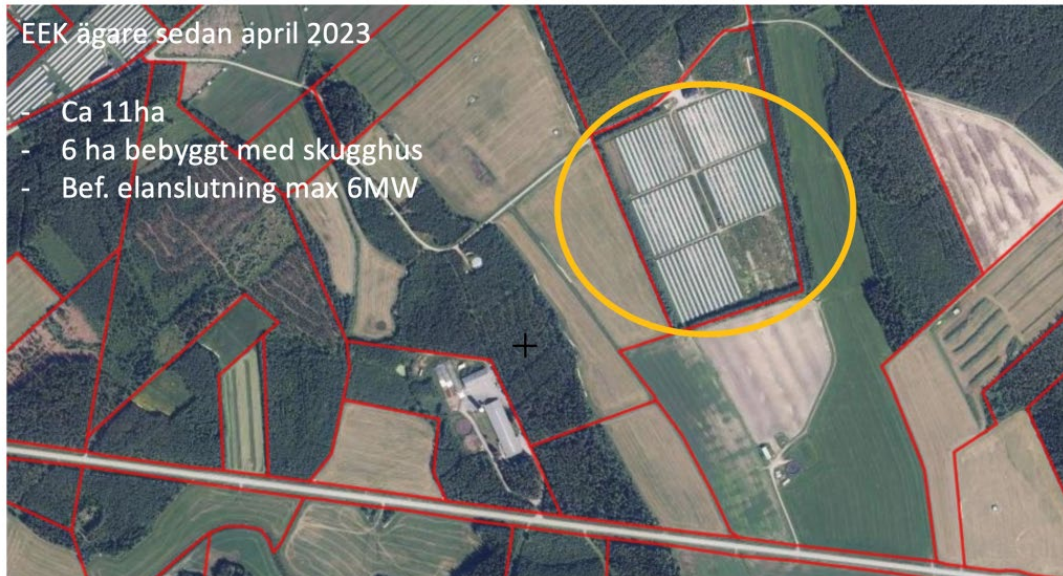 EEK ägare sedan april 2023
- Ca 11ha
- 6 ha bebyggt med skugghus
- Bef. elanslutning max 6MW